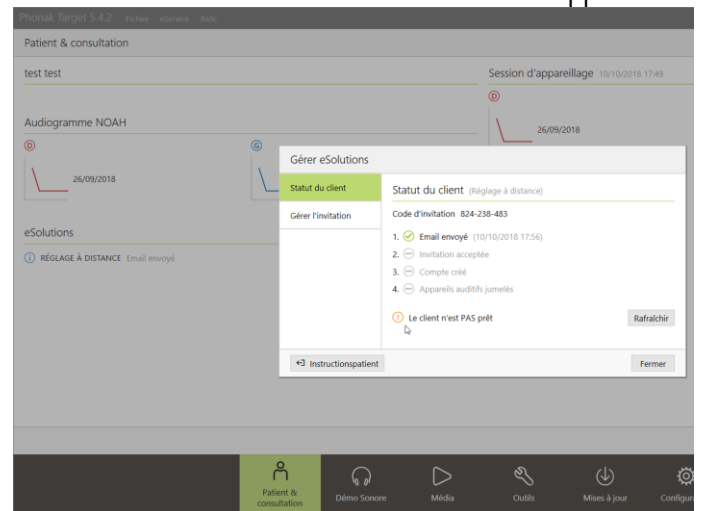 Phonak Target 5.4.2 Fichier eService Aide
Patient & consultation
test test
Session d'appareillage 10/10/2018 17:49
D
26/09/2018
Audiogramme NOAH
D
G
26/09/2018
Gérer eSolutions
Statut du client
Gérer l'invitation
Statut du client (Réglage à distance)
Code d'invitation 824-238-483
1. Email envoyé (10/10/2018 17:56)
2. Invitation acceptée
3. Compte créé
4. Appareils auditifs jumelés
Le client n'est PAS prêt
Rafraîchir
Instructionspatient
Fermer
eSolutions
RÉGLAGE À DISTANCE Email envoyé
Patient &
consultation
Démo Sonore
Média
Outils
Mises à jour